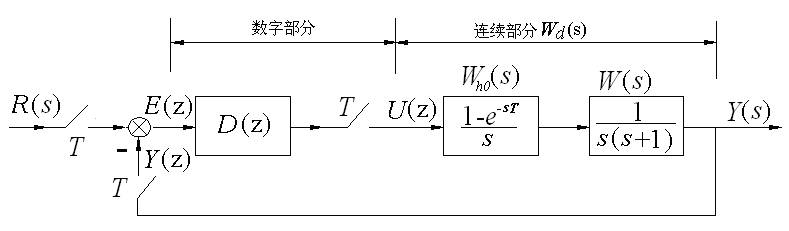 数字部分
连续部分 W_d(s)
W_h0(s)
W(s)
R(s)
T
E(z)
D(z)
T
U(z)
1-e^-sT
s
1
s(s+1)
Y(s)
-
Y(z)
T